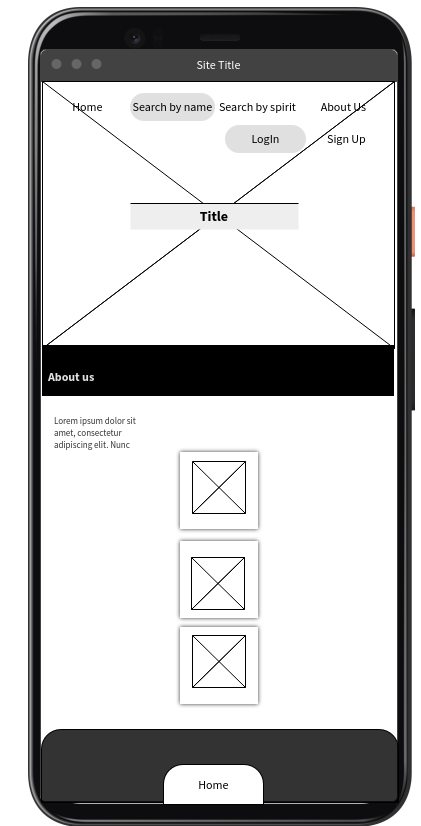 Site Title
Home Search by name Search by spirit About Us
LogIn Sign Up
Title
About us
Lorem ipsum dolor sit
amet, consectetur
adipiscing elit. Nunc
Home